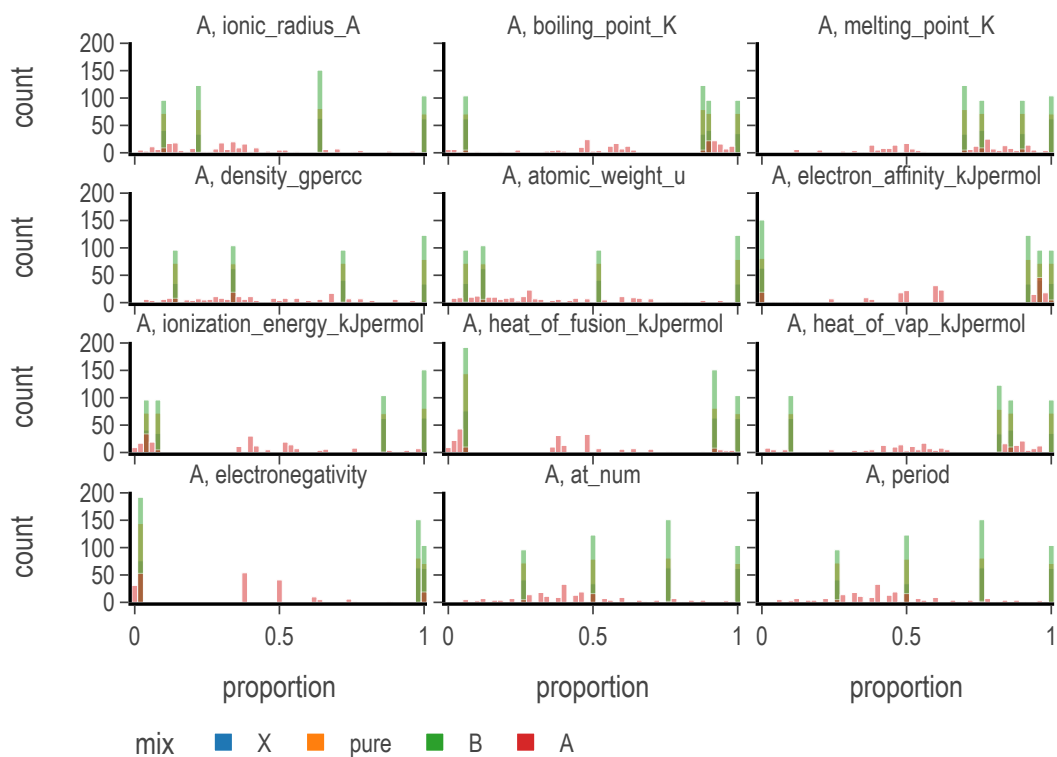 A, ionic_radius_A A, boiling_point_K A, melting_point_K
200
150
100
50
0
count
A, density_gpercc A, atomic_weight_u A, electron_affinity_kJpermol
200
150
100
50
0
count
A, ionization_energy_kJpermol A, heat_of_fusion_kJpermol A, heat_of_vap_kJpermol
200
150
100
50
0
count
A, electronegativity A, at_num A, period
200
150
100
50
0
count
0 0.5 1 0 0.5 1 0 0.5 1
proportion proportion proportion
mix X pure B A